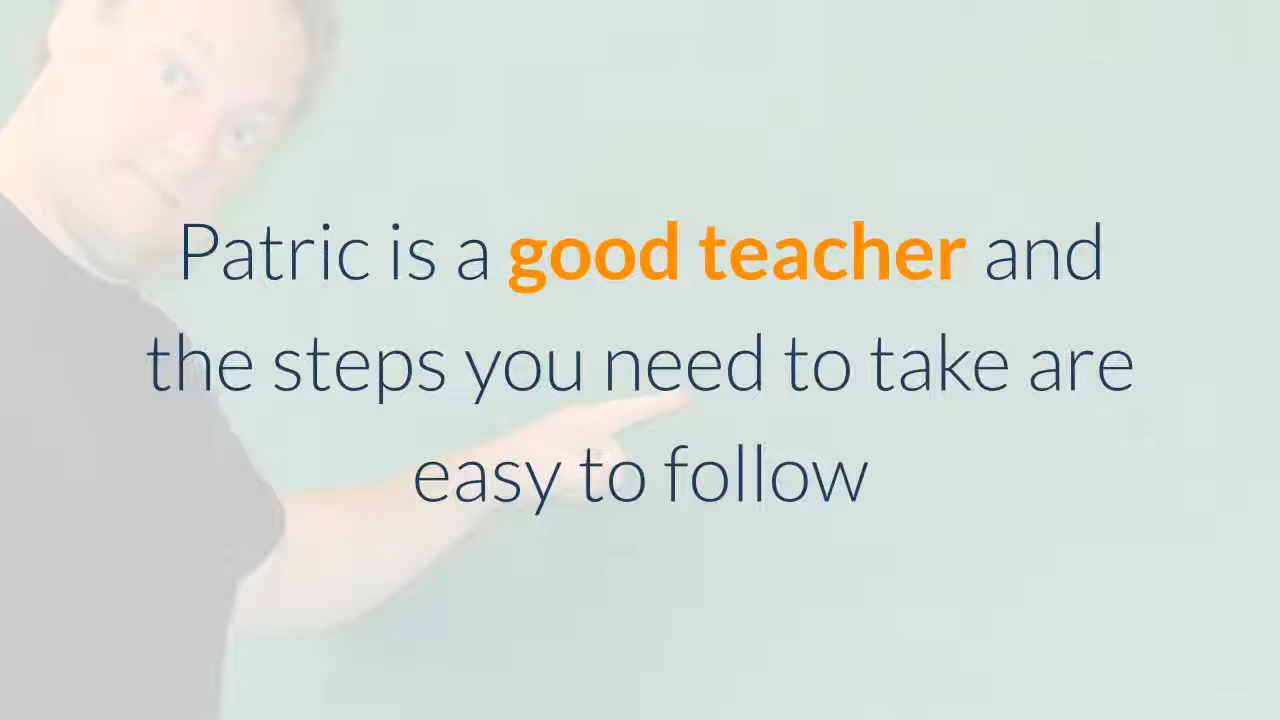 Patric is a good teacher and
the steps you need to take are
easy to follow